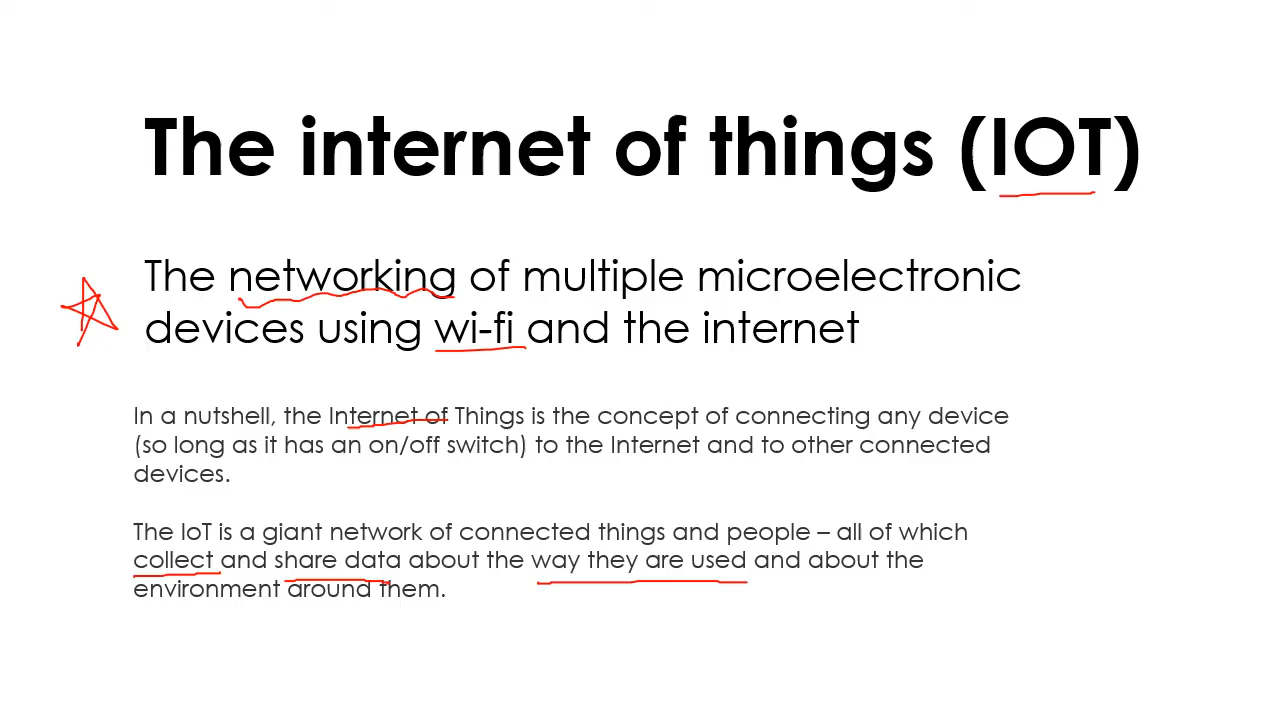 The internet of things (IOT)
The networking of multiple microelectronic
devices using wi-fi and the internet
In a nutshell, the Internet of Things is the concept of connecting any device
(so long as it has an on/off switch) to the Internet and to other connected
devices.
The IoT is a giant network of connected things and people – all of which
collect and share data about the way they are used and about the
environment around them.